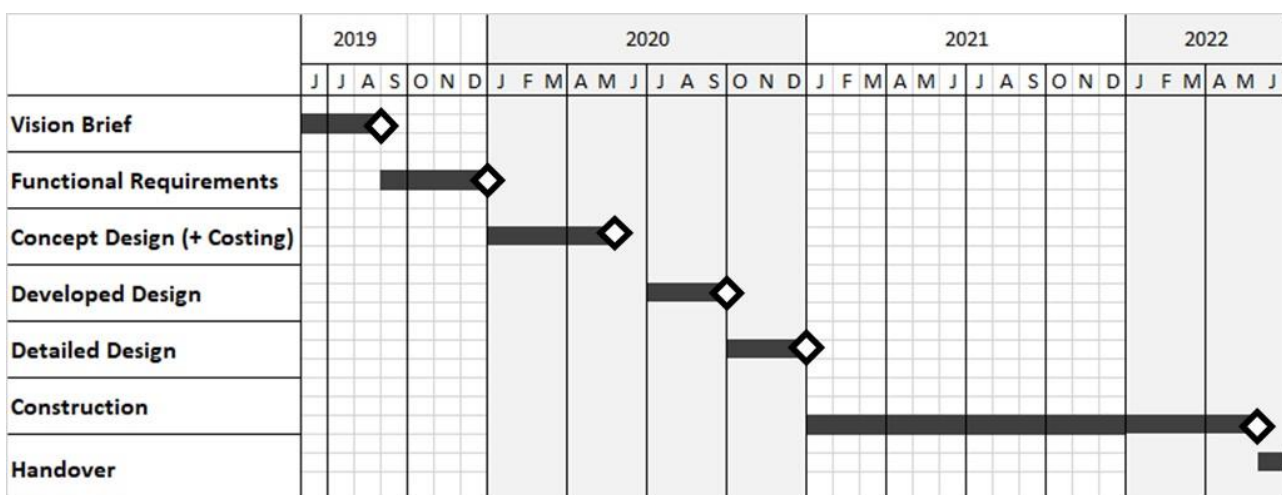 2019 2020 2021 2022
J J A S O N D J F M A M J J A S O N D J F M A M J J A S O N D J F M A M J
Vision Brief
Functional Requirements
Concept Design (+ Costing)
Developed Design
Detailed Design
Construction
Handover